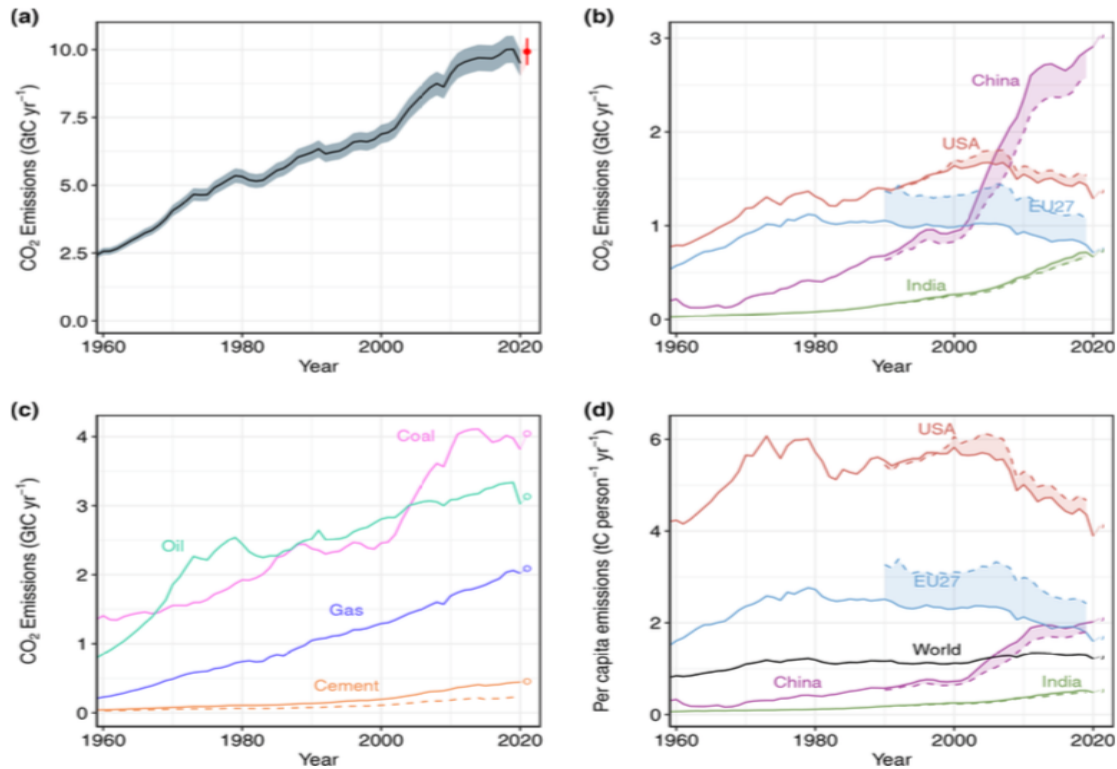 (a)
CO₂ Emissions (GtC yr⁻¹)
10.0
7.5
5.0
2.5
0.0
1960 1980 2000 2020
Year
(b)
CO₂ Emissions (GtC yr⁻¹)
3
2
1
0
China
USA
EU27
India
1960 1980 2000 2020
Year
(c)
CO₂ Emissions (GtC yr⁻¹)
4
3
2
1
0
Coal
Oil
Gas
Cement
1960 1980 2000 2020
Year
(d)
Per capita emissions (tC person⁻¹ yr⁻¹)
6
4
2
0
USA
EU27
World
China
India
1960 1980 2000 2020
Year